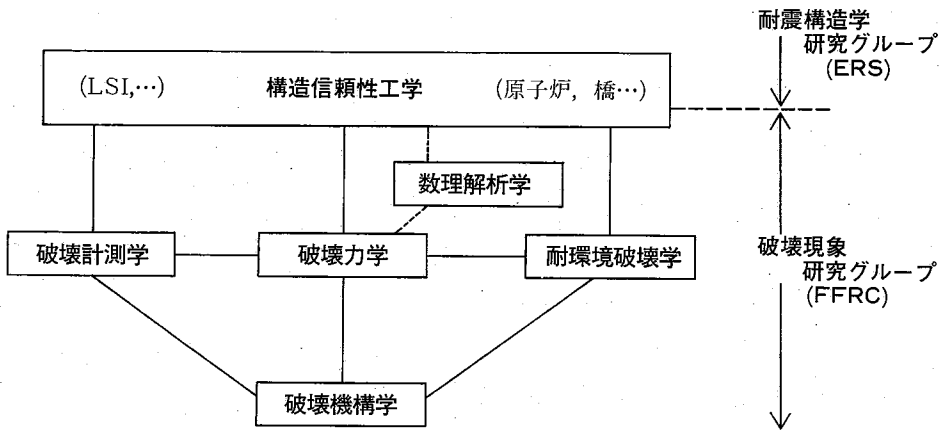 耐震構造学
研究グループ
(ERS)
(LSI,…) 構造信頼性工学 (原子炉, 橋…)
数理解析学
破壊計測学 破壊力学 耐環境破壊学
破壊現象
研究グループ
(FFRC)
破壊機構学